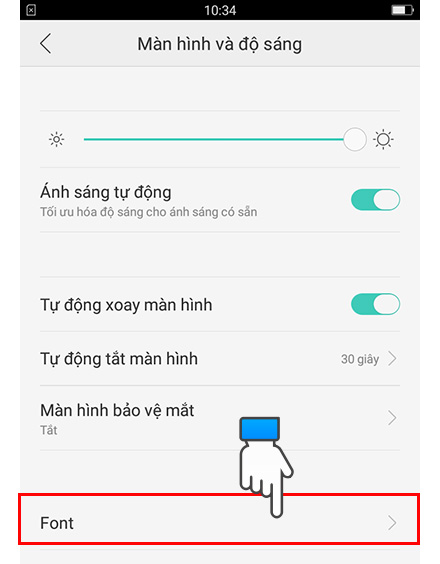 10:34
Màn hình và độ sáng
Ánh sáng tự động
Tối ưu hóa độ sáng cho ánh sáng có sẵn
Tự động xoay màn hình
Tự động tắt màn hình 30 giây
Màn hình bảo vệ mắt
Tắt
Font